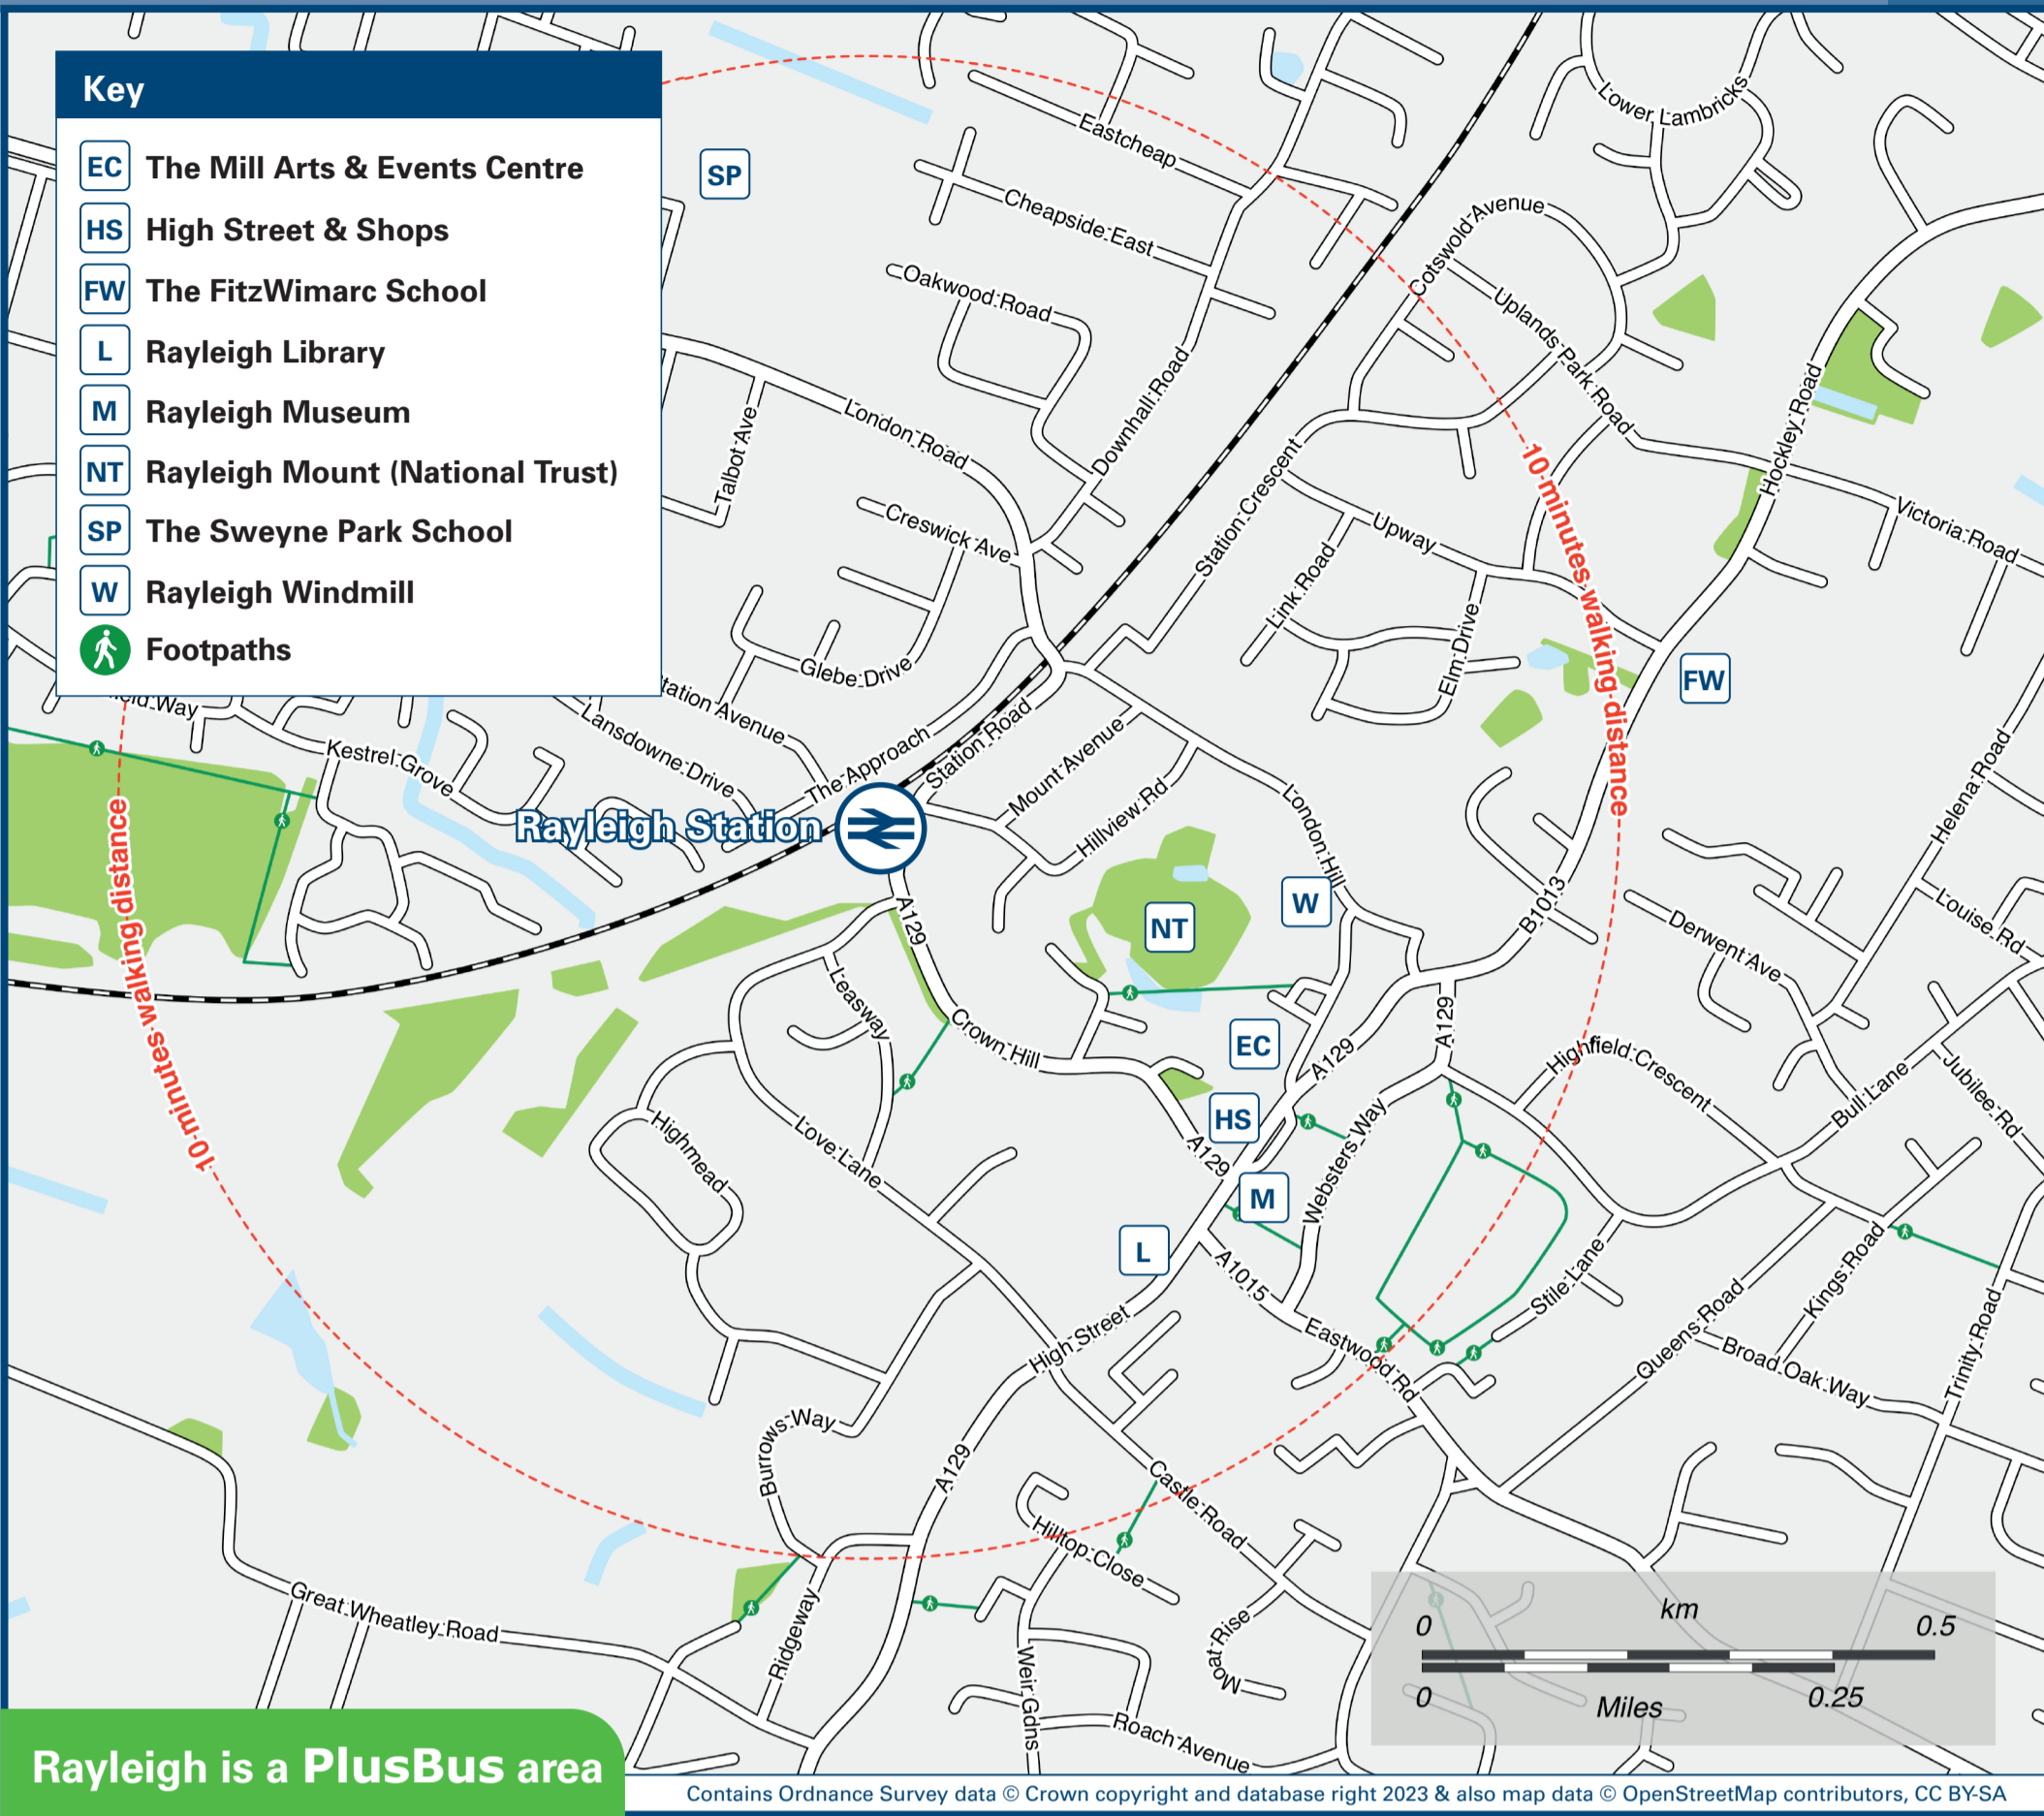 Key
EC The Mill Arts & Events Centre
HS High Street & Shops
FW The FitzWimarc School
L Rayleigh Library
M Rayleigh Museum
NT Rayleigh Mount (National Trust)
SP The Sweyne Park School
W Rayleigh Windmill
Footpaths
SP
Eastcheap
Cheapside East
Oakwood Road
Lower Lambricks
Cotswold Avenue
Uplands Park Road
Hockley Road
Victoria Road
London Road
Talbot Ave
Downhall Road
Creswick Ave
Station Crescent
Upway
Link Road
Elm Drive
10 minutes walking distance
FW
Glebe Drive
Lansdowne Drive
The Approach
Station Road
Mount Avenue
Hillview Rd
London Hill
Kestrel Grove
Rayleigh Station
Helena Road
Louise Rd
Derwent Ave
B1013
W
NT
10 minutes walking distance
A129
Leasway
Crown Hill
EC
A129
A129
Highfield Crescent
Bull Lane
Jubilee Rd
HS
Highmead
Love Lane
A129
M
Websters Way
L
A1015
Stile Lane
Kings Road
Queens Road
Broad Oak Way
Trinity Road
High Street
Eastwood Rd
Burrows Way
A129
Castle Road
Hilltop Close
Great Wheatley Road
Ridgeway
Weir Gdns
Moat Rise
Roach Avenue
km
0 0.5
0 0.25
Miles
Rayleigh is a PlusBus area
Contains Ordnance Survey data © Crown copyright and database right 2023 & also map data © OpenStreetMap contributors, CC BY-SA